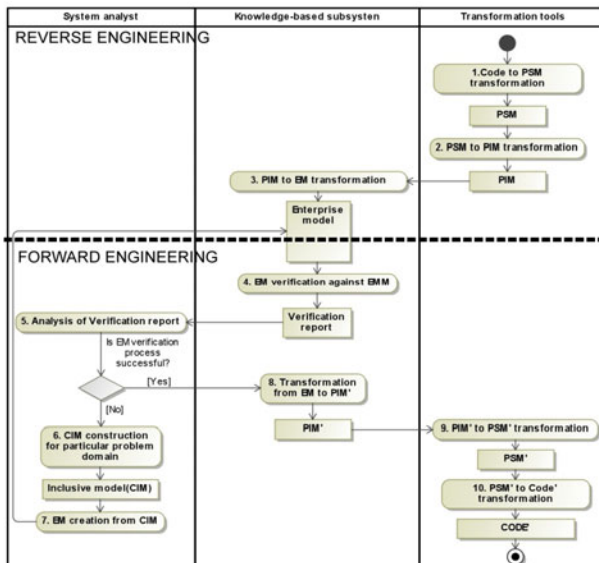 System analyst
Knowledge-based subsysten
Transformation tools
REVERSE ENGINEERING
1.Code to PSM
transformation
PSM
2. PSM to PIM transformation
PIM
3. PIM to EM transformation
Enterprise
model
FORWARD ENGINEERING
4. EM verification against EMM
Verification
report
5. Analysis of Verification report
Is EM verification
process
successful?
[Yes]
[No]
8. Transformation
from EM to PIM'
PIM'
6. CIM construction
for particular problem
domain
Inclusive model(CIM)
7. EM creation from CIM
9. PIM' to PSM' transformation
PSM'
10. PSM' to Code'
transformation
CODE'